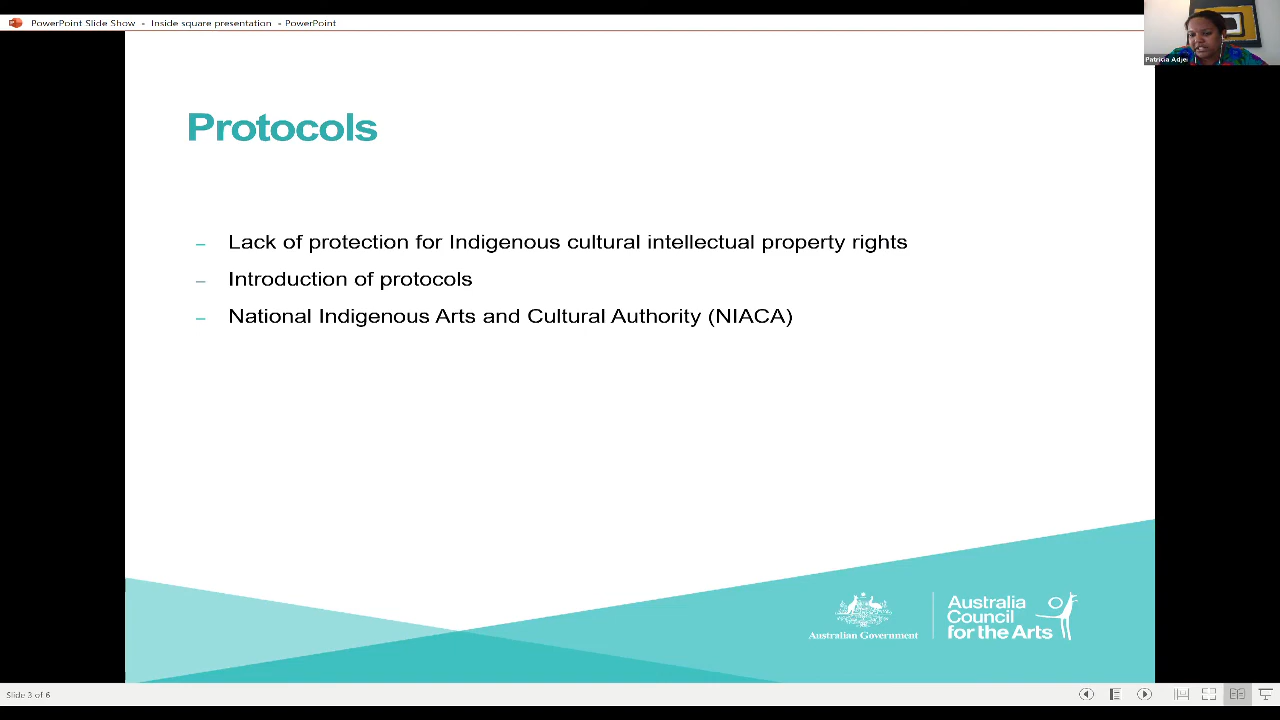 PowerPoint Slide Show - Inside square presentation - PowerPoint
Patricia Adjei
Protocols
– Lack of protection for Indigenous cultural intellectual property rights
– Introduction of protocols
– National Indigenous Arts and Cultural Authority (NIACA)
Australian Government
Australia
Council
for the Arts
Slide 3 of 6